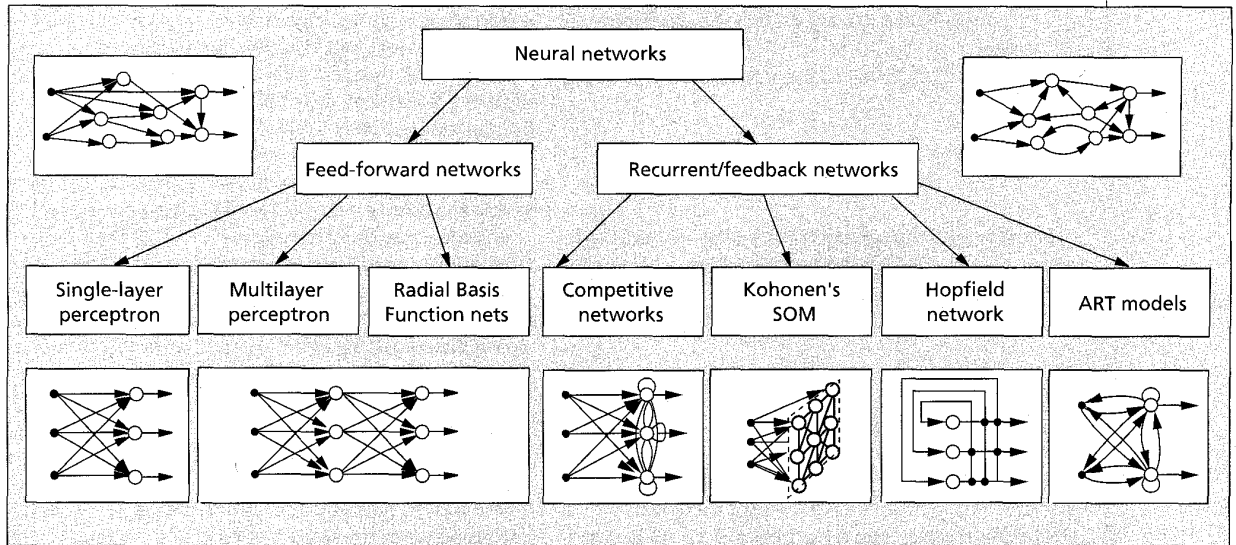 Neural networks
Feed-forward networks
Recurrent/feedback networks
Single-layer
perceptron
Multilayer
perceptron
Radial Basis
Function nets
Competitive
networks
Kohonen's
SOM
Hopfield
network
ART models